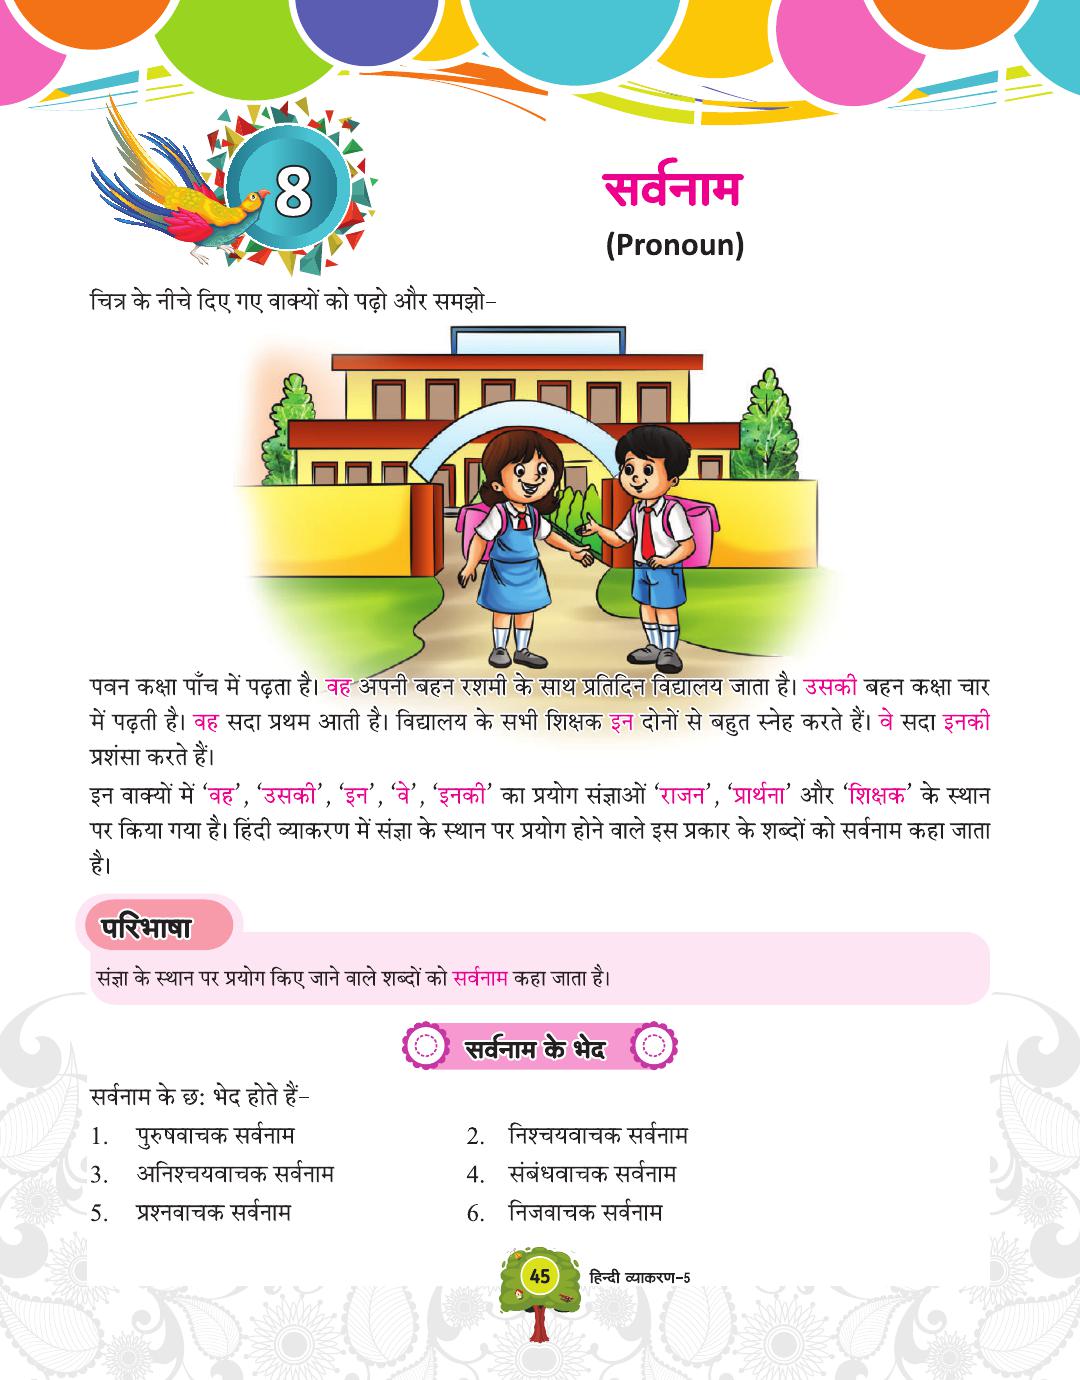 8
सर्वनाम
(Pronoun)
चित्र के नीचे दिए गए वाक्यों को पढ़ो और समझो–
पवन कक्षा पाँच में पढ़ता है। वह अपनी बहन रशमी के साथ प्रतिदिन विद्यालय जाता है। उसकी बहन कक्षा चार
में पढ़ती है। वह सदा प्रथम आती है। विद्यालय के सभी शिक्षक इन दोनों से बहुत स्नेह करते हैं। वे सदा इनकी
प्रशंसा करते हैं।
इन वाक्यों में ‘वह’, ‘उसकी’, ‘इन’, ‘वे’, ‘इनकी’ का प्रयोग संज्ञाओं ‘राजन’, ‘प्रार्थना’ और ‘शिक्षक’ के स्थान
पर किया गया है। हिंदी व्याकरण में संज्ञा के स्थान पर प्रयोग होने वाले इस प्रकार के शब्दों को सर्वनाम कहा जाता
है।
परिभाषा
संज्ञा के स्थान पर प्रयोग किए जाने वाले शब्दों को सर्वनाम कहा जाता है।
सर्वनाम के भेद
सर्वनाम के छ: भेद होते हैं–
1. पुरुषवाचक सर्वनाम 2. निश्चयवाचक सर्वनाम
3. अनिश्चयवाचक सर्वनाम 4. संबंधवाचक सर्वनाम
5. प्रश्नवाचक सर्वनाम 6. निजवाचक सर्वनाम
45 हिन्दी व्याकरण–5